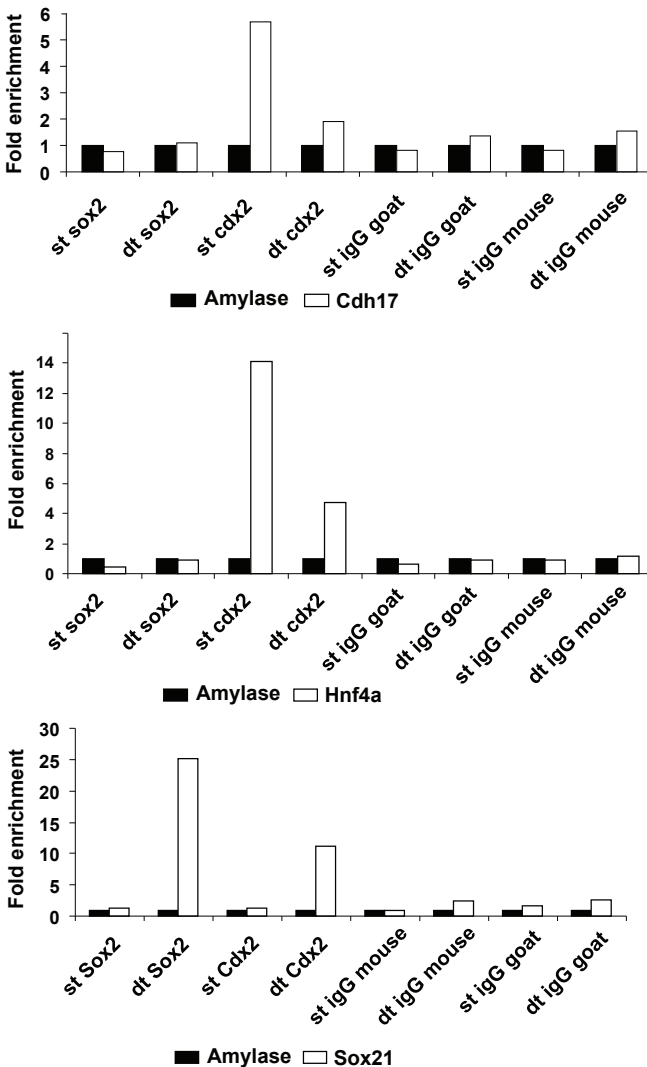 Fold enrichment
6
5
4
3
2
1
0
st sox2
dt sox2
st cdx2
dt cdx2
st igG goat
dt igG goat
st igG mouse
dt igG mouse
Amylase Cdh17
Fold enrichment
14
12
10
8
6
4
2
0
st sox2
dt sox2
st cdx2
dt cdx2
st igG goat
dt igG goat
st igG mouse
dt igG mouse
Amylase Hnf4a
Fold enrichment
30
25
20
15
10
5
0
st Sox2
dt Sox2
st Cdx2
dt Cdx2
st igG mouse
dt igG mouse
st igG goat
dt igG goat
Amylase Sox21